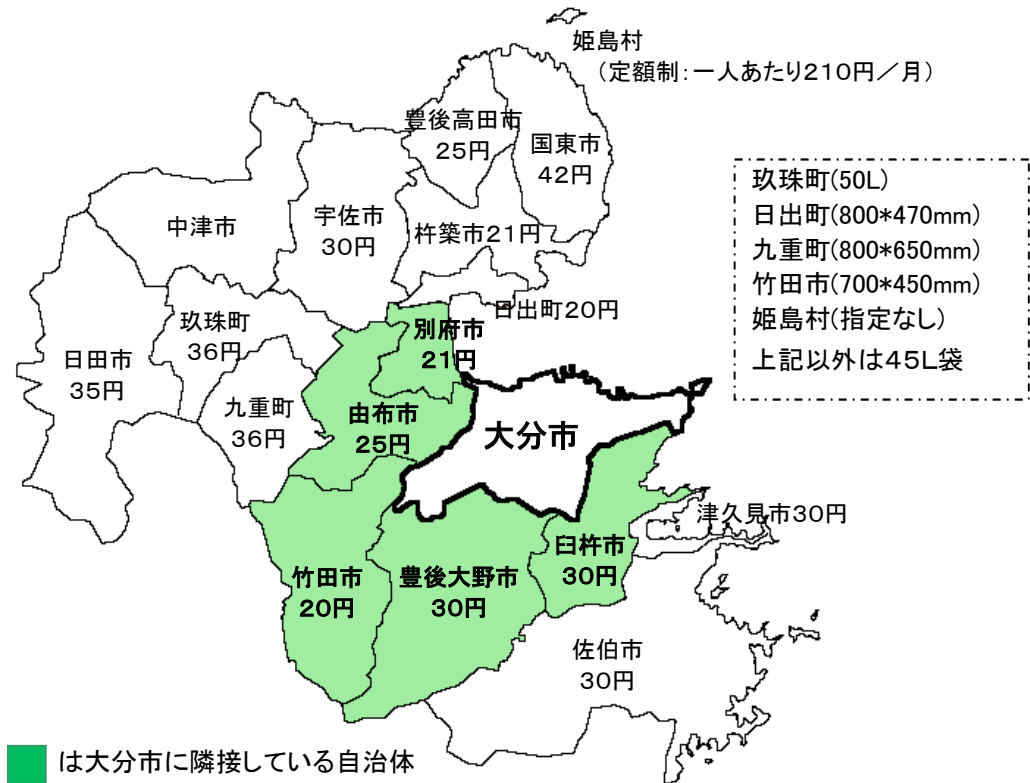 姫島村
（定額制：一人あたり210円／月）
豊後高田市
25円
国東市
42円
中津市
宇佐市
30円
杵築市21円
日出町20円
玖珠町(50L)
日出町(800*470mm)
九重町(800*650mm)
竹田市(700*450mm)
姫島村(指定なし)
上記以外は45L袋
別府市
21円
玖珠町
36円
日田市
35円
九重町
36円
由布市
25円
大分市
津久見市30円
臼杵市
30円
竹田市
20円
豊後大野市
30円
佐伯市
30円
は大分市に隣接している自治体